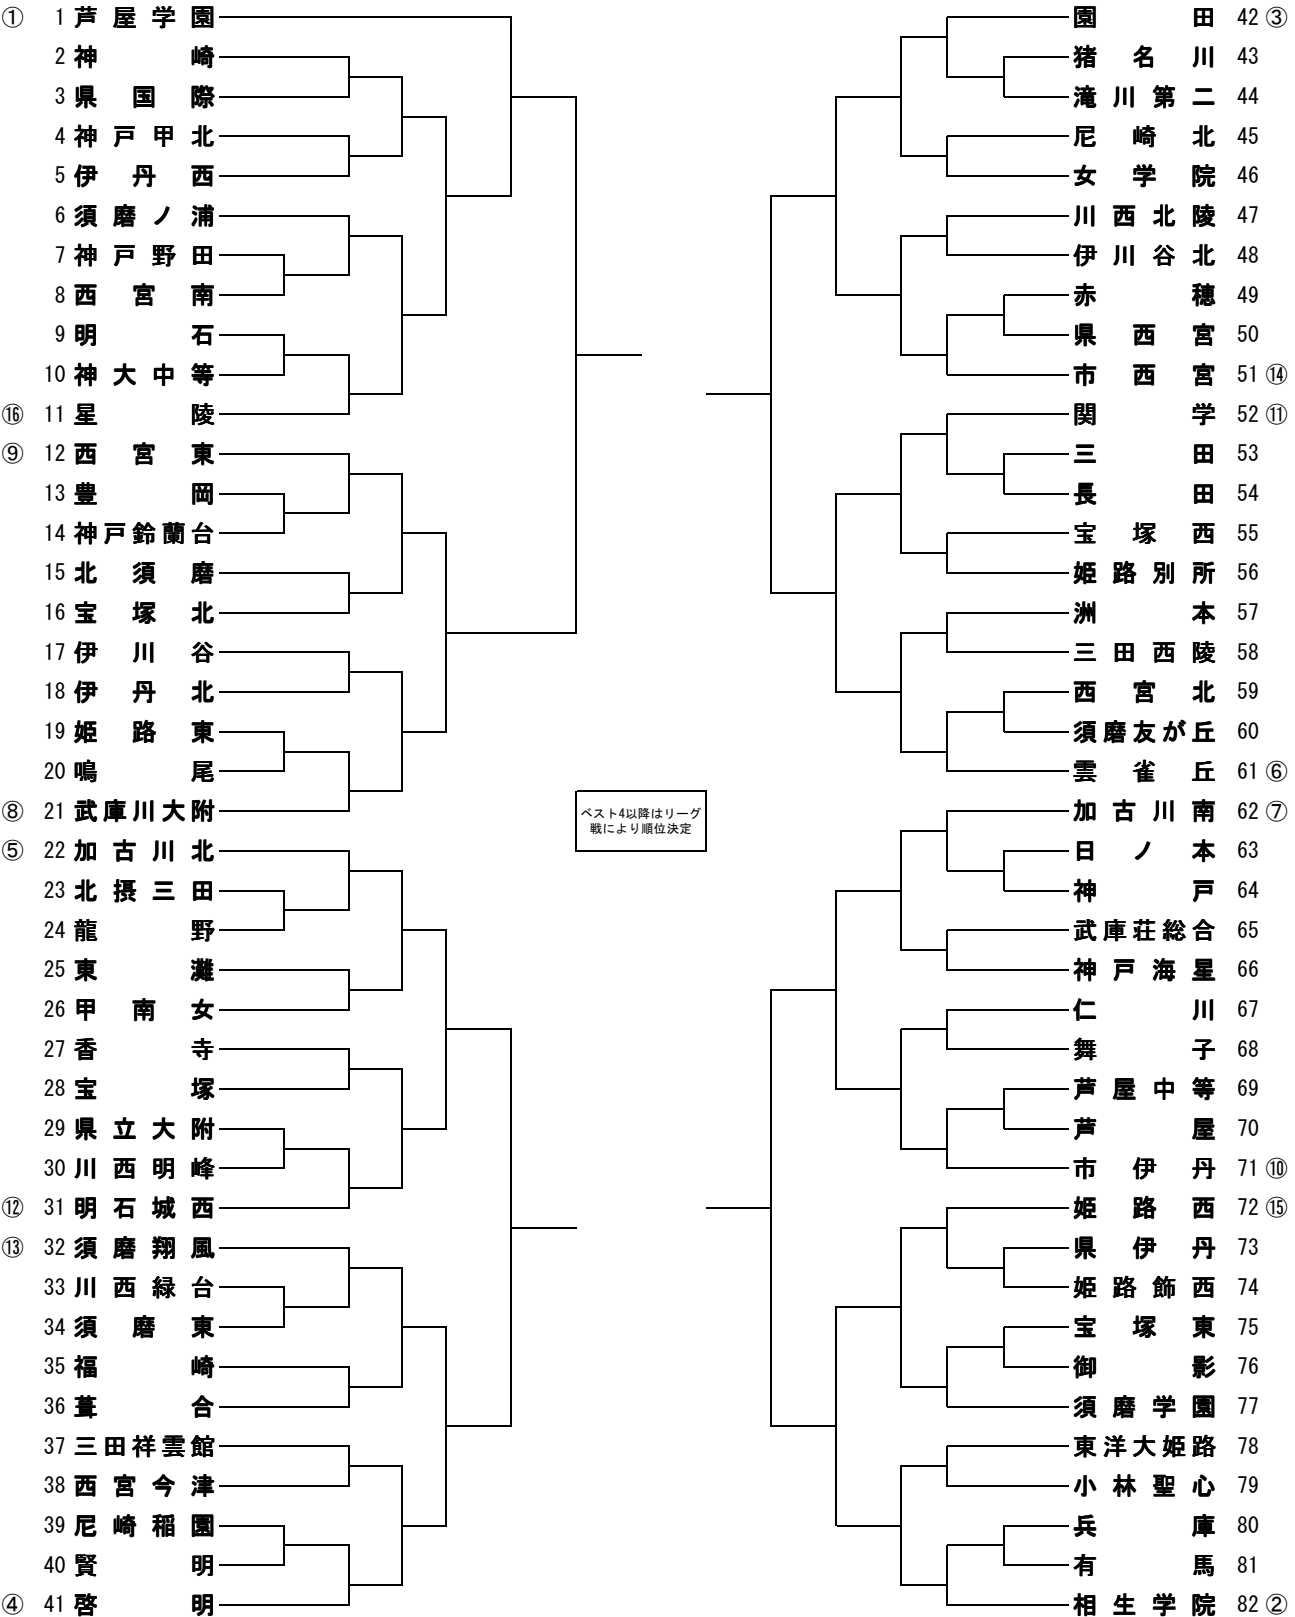 ① 1 芦屋学園
2 神崎
3 県国際
4 神戸甲北
5 伊丹西
6 須磨ノ浦
7 神戸野田
8 西宮南
9 明石
10 神大中等
⑯ 11 星陵
⑨ 12 西宮東
13 豊岡
14 神戸鈴蘭台
15 北須磨
16 宝塚北
17 伊川谷
18 伊丹北
19 姫路東
20 鳴尾
⑧ 21 武庫川大附
⑤ 22 加古川北
23 北摂三田
24 龍野
25 東灘
26 甲南女
27 香寺
28 宝塚
29 県立大附
30 川西明峰
⑫ 31 明石城西
⑬ 32 須磨翔風
33 川西緑台
34 須磨東
35 福崎
36 葺合
37 三田祥雲館
38 西宮今津
39 尼崎稲園
40 賢明
④ 41 啓明
ベスト4以降はリーグ
戦により順位決定
園田 42 ③
猪名川 43
滝川第二 44
尼崎北 45
女学院 46
川西北陵 47
伊川谷北 48
赤穂 49
県西宮 50
市西宮 51 ⑭
関学 52 ⑪
三田 53
長田 54
宝塚西 55
姫路別所 56
洲本 57
三田西陵 58
西宮北 59
須磨友が丘 60
雲雀丘 61 ⑥
加古川南 62 ⑦
日ノ本 63
神戸 64
武庫荘総合 65
神戸海星 66
仁川 67
舞子 68
芦屋中等 69
芦屋 70
市伊丹 71 ⑩
姫路西 72 ⑮
県伊丹 73
姫路飾西 74
宝塚東 75
御影 76
須磨学園 77
東洋大姫路 78
小林聖心 79
兵庫 80
有馬 81
相生学院 82 ②